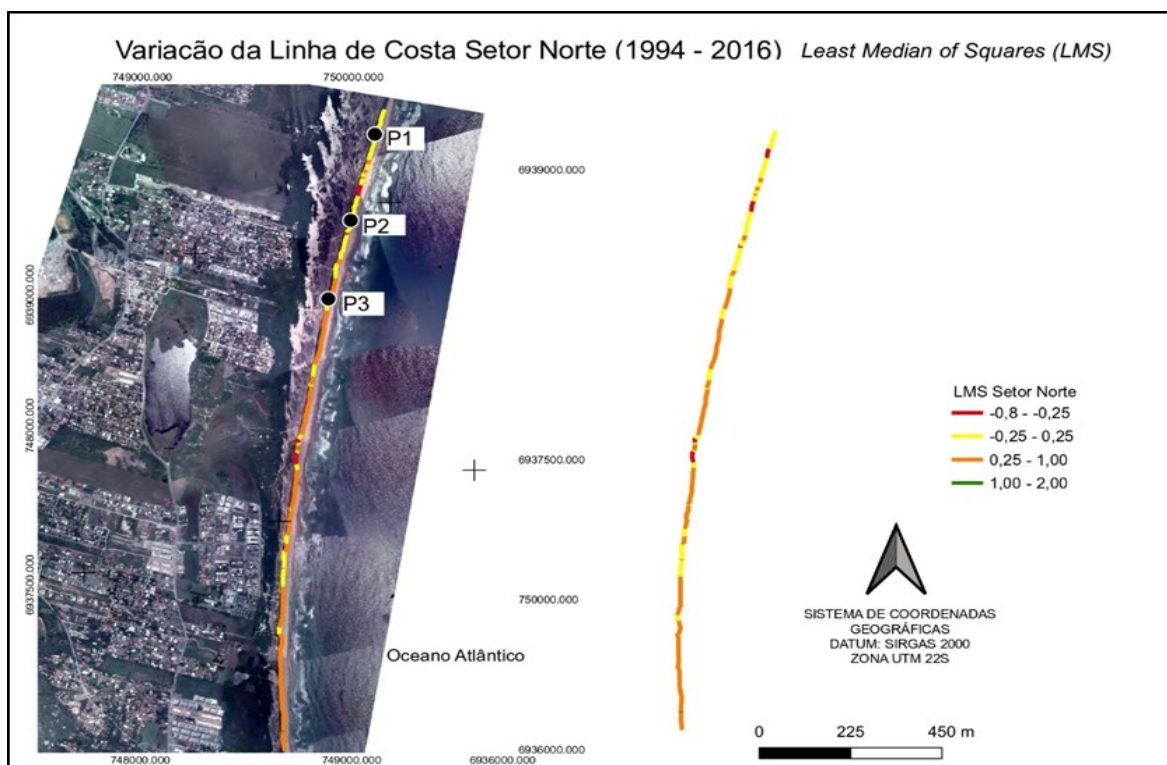 Variacão da Linha de Costa Setor Norte (1994 - 2016) Least Median of Squares (LMS)
749000.000 750000.000
P1
6939000.000
P2
6939000.000
P3
LMS Setor Norte
-0,8 - -0,25
748000.000
-0,25 - 0,25
6937500.000
0,25 - 1,00
1,00 - 2,00
6937500.000
750000.000
SISTEMA DE COORDENADAS
GEOGRÁFICAS
DATUM: SIRGAS 2000
ZONA UTM 22S
Oceano Atlântico
0 225 450 m
6936000.000
748000.000 749000.000 6936000.000